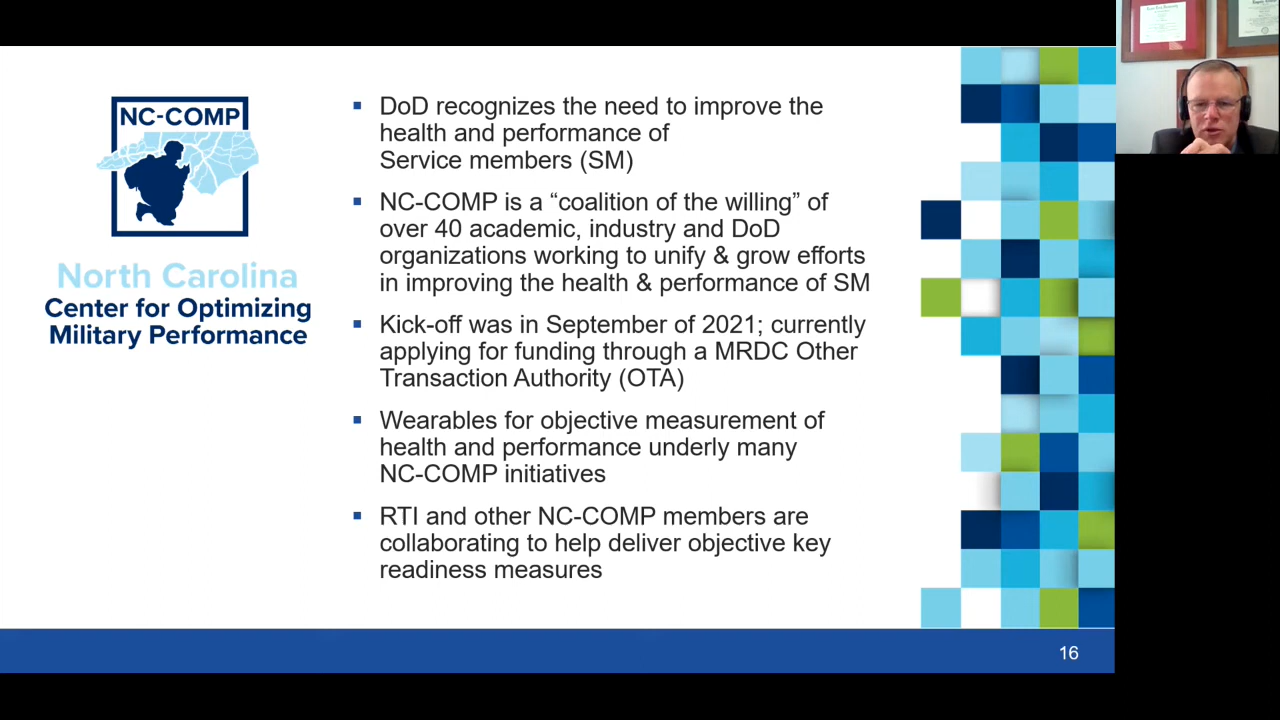 NC-COMP
North Carolina
Center for Optimizing
Military Performance
▪ DoD recognizes the need to improve the
health and performance of
Service members (SM)
▪ NC-COMP is a “coalition of the willing” of
over 40 academic, industry and DoD
organizations working to unify & grow efforts
in improving the health & performance of SM
▪ Kick-off was in September of 2021; currently
applying for funding through a MRDC Other
Transaction Authority (OTA)
▪ Wearables for objective measurement of
health and performance underly many
NC-COMP initiatives
▪ RTI and other NC-COMP members are
collaborating to help deliver objective key
readiness measures
16